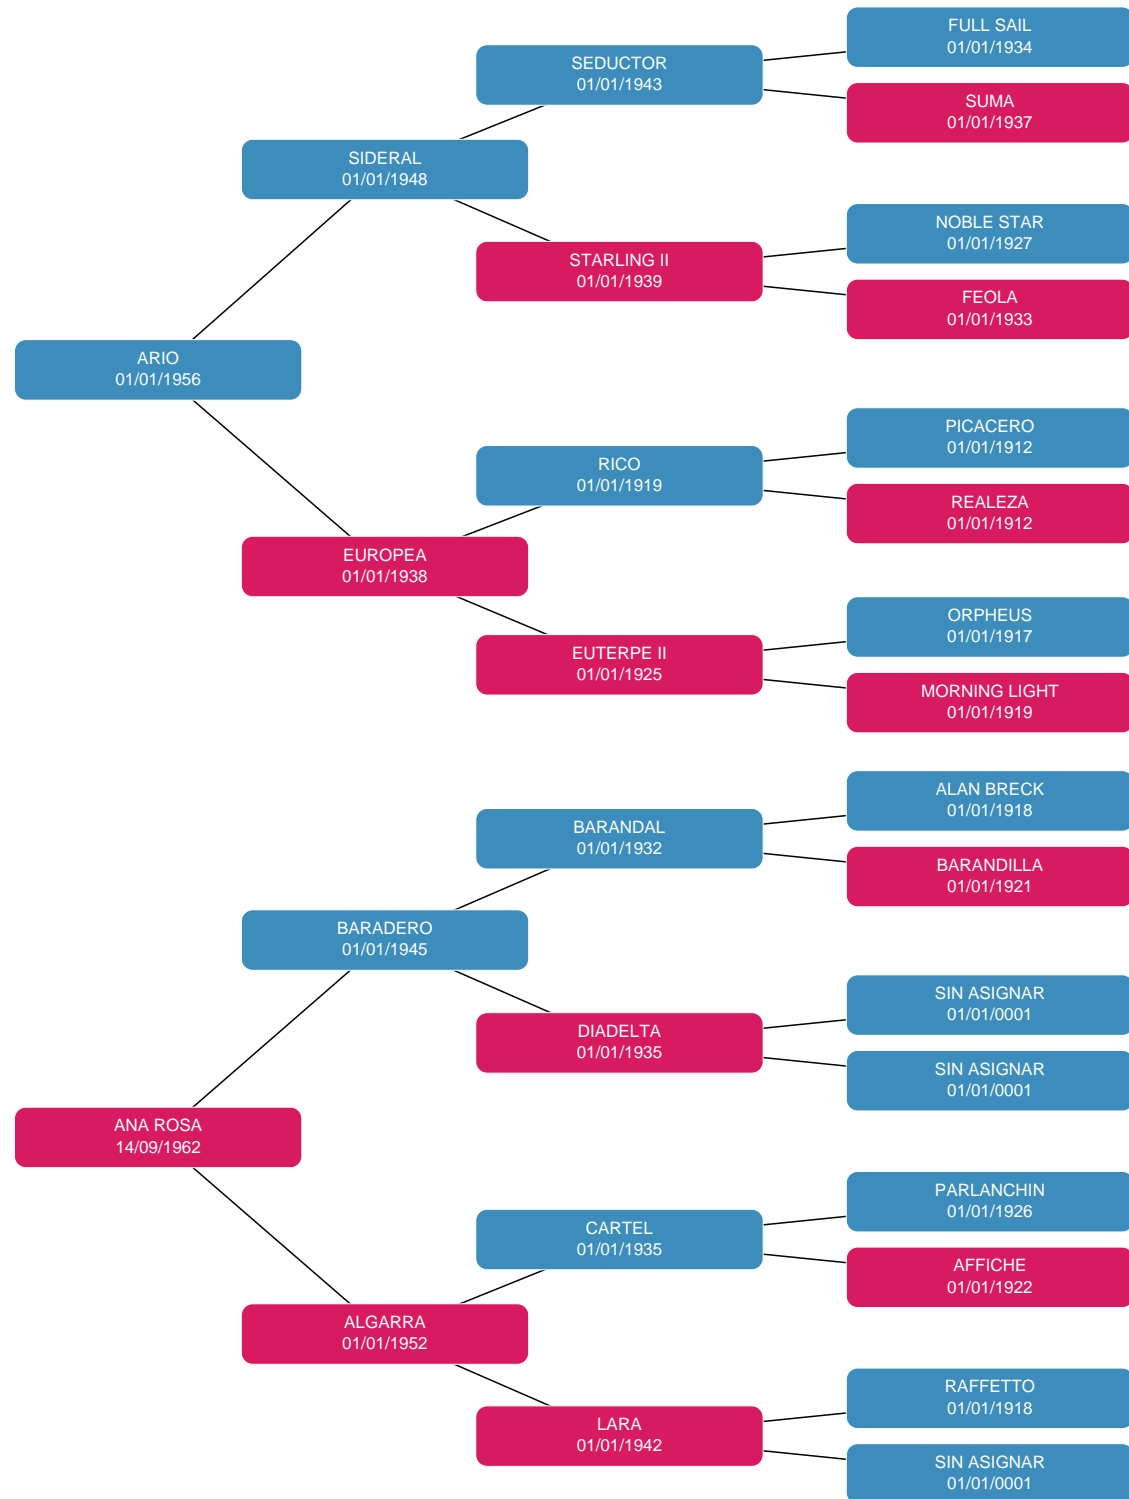 FULL SAIL
01/01/1934
SEDUCTOR
01/01/1943
SUMA
01/01/1937
SIDERAL
01/01/1948
NOBLE STAR
01/01/1927
STARLING II
01/01/1939
FEOLA
01/01/1933
ARIO
01/01/1956
PICACERO
01/01/1912
RICO
01/01/1919
REALEZA
01/01/1912
EUROPEA
01/01/1938
ORPHEUS
01/01/1917
EUTERPE II
01/01/1925
MORNING LIGHT
01/01/1919
ALAN BRECK
01/01/1918
BARANDAL
01/01/1932
BARANDILLA
01/01/1921
BARADERO
01/01/1945
SIN ASIGNAR
01/01/0001
DIADELTA
01/01/1935
SIN ASIGNAR
01/01/0001
ANA ROSA
14/09/1962
PARLANCHIN
01/01/1926
CARTEL
01/01/1935
AFFICHE
01/01/1922
ALGARRA
01/01/1952
RAFFETTO
01/01/1918
LARA
01/01/1942
SIN ASIGNAR
01/01/0001